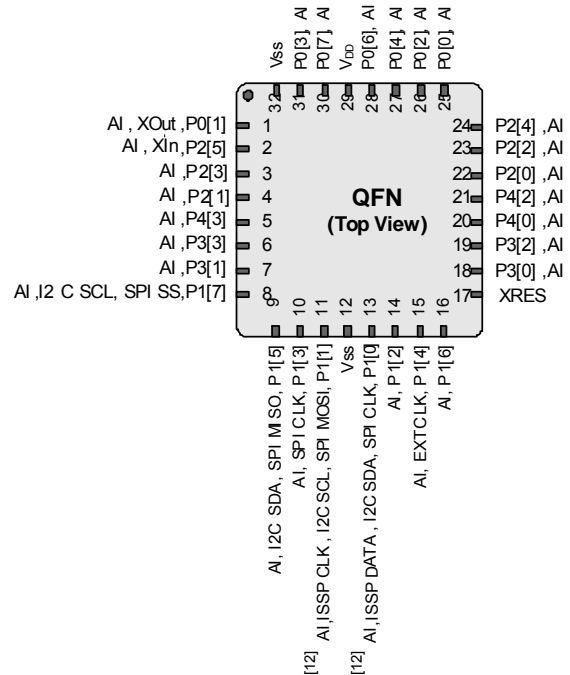 Vss
P0[3], AI
P0[7], AI
VDD
P0[6], AI
P0[4], AI
P0[2], AI
P0[0], AI
32
31
30
29
28
27
26
25
AI , XOut ,P0[1]
1
AI , XIn ,P2[5]
2
AI ,P2[3]
3
AI ,P2[1]
4
AI ,P4[3]
5
AI ,P3[3]
6
AI ,P3[1]
7
AI ,I2 C SCL, SPI SS,P1[7]
8
QFN
(Top View)
24
P2[4] ,AI
23
P2[2] ,AI
22
P2[0] ,AI
21
P4[2] ,AI
20
P4[0] ,AI
19
P3[2] ,AI
18
P3[0] ,AI
17
XRES
9
10
11
12
13
14
15
16
AI, I2C SDA, SPI MISO, P1[5]
AI, SPI CLK, P1[3]
[12] AI,ISSP CLK , I2C SCL, SPI MOSI, P1[1]
Vss
[12] AI,ISSP DATA , I2C SDA, SPI CLK, P1[0]
AI, P1[2]
AI, EXTCLK, P1[4]
AI, P1[6]